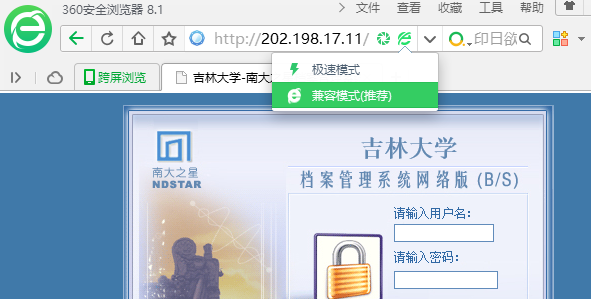 360安全浏览器 8.1
文件 查看 收藏 工具 帮助
http://202.198.17.11/
印日欲
跨屏浏览
吉林大学-南大
极速模式
兼容模式(推荐)
南大之星
NDSTAR
吉林大学
档案管理系统网络版 (B/S)
请输入用户名:
请输入密码: